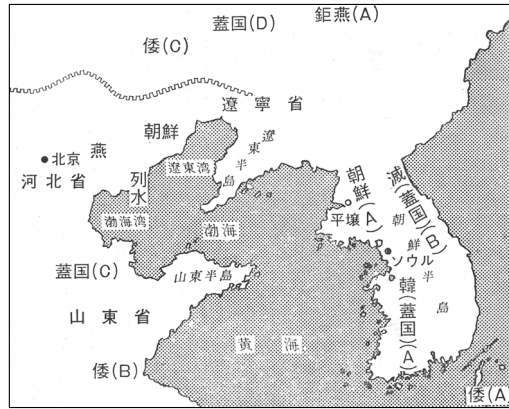 鉅燕(A)
蓋国(D)
倭(C)
遼寧省
朝鮮
遼東半島
燕
北京
河北省
列水
遼東湾
渤海湾
渤海
朝鮮(A)
平壌
滅(蓋国)(B)
朝鮮半島
ソウル
蓋国(C)
山東半島
韓(蓋国)(A)
山東省
黄海
倭(B)
倭(A)